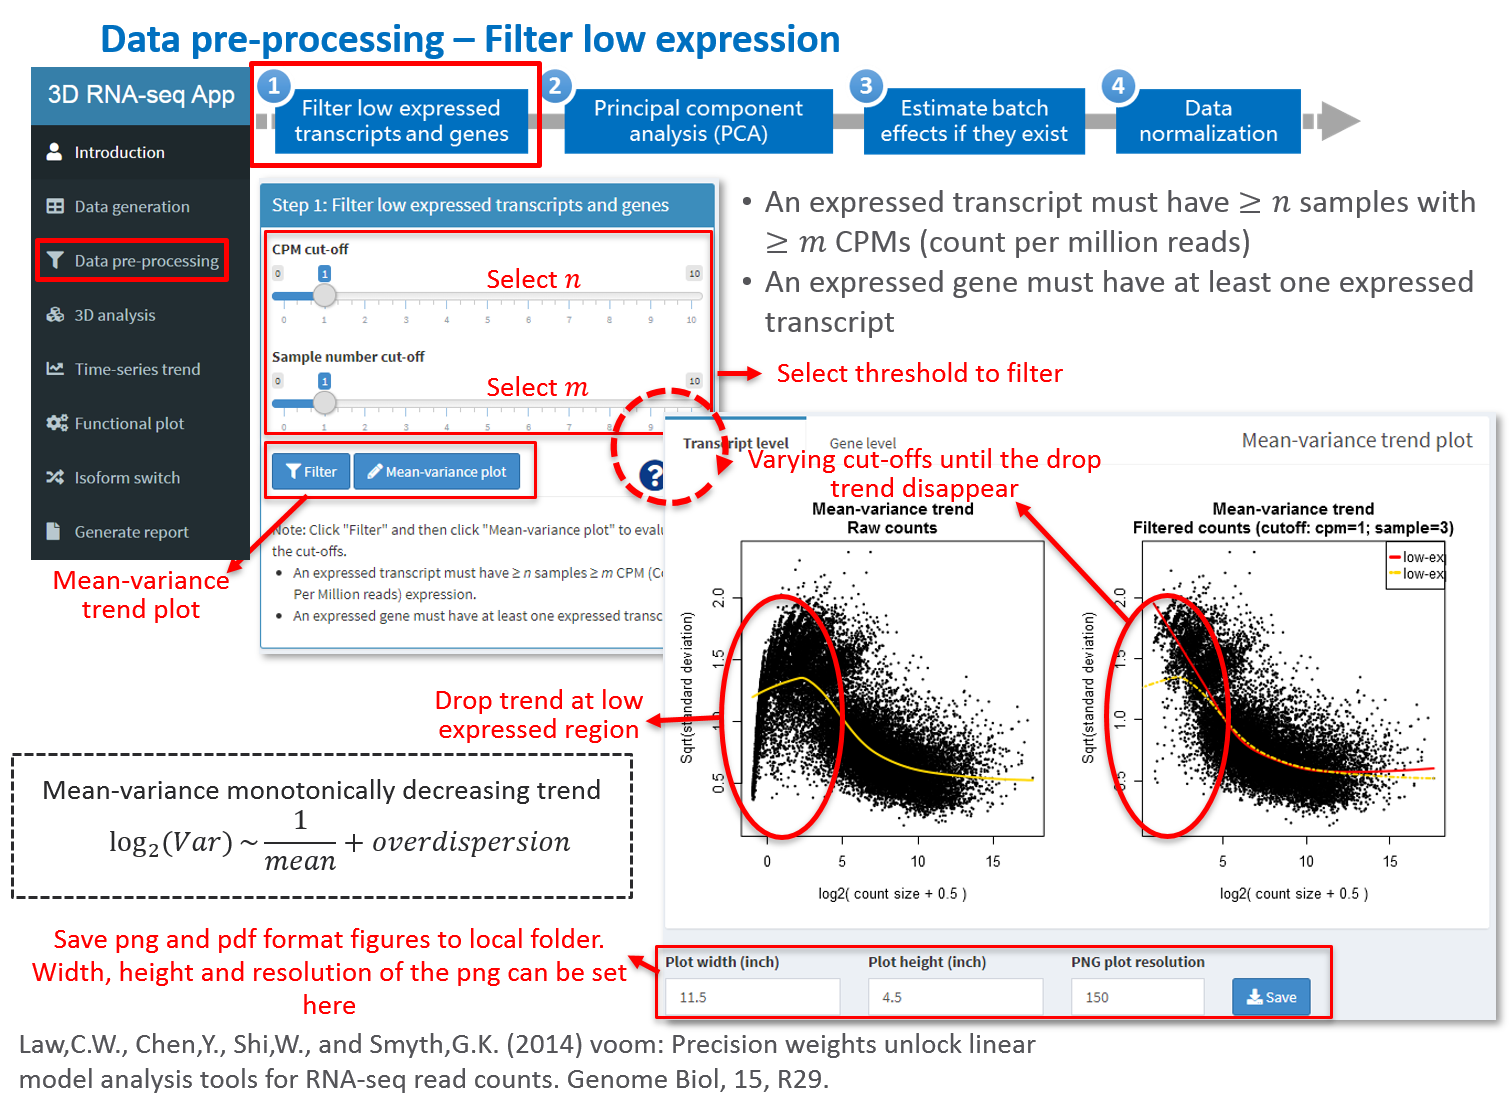 Data pre-processing – Filter low expression
3D RNA-seq App
Introduction
Data generation
Data pre-processing
3D analysis
Time-series trend
Functional plot
Isoform switch
Generate report
1
Filter low expressed
transcripts and genes
2
Principal component
analysis (PCA)
3
Estimate batch
effects if they exist
4
Data
normalization
Step 1: Filter low expressed transcripts and genes
CPM cut-off
0 1 10
Select n
0 1 2 3 4 5 6 7 8 9 10
Sample number cut-off
0 1 10
Select m
0 1 2 3 4 5 6 7 8 9
Filter
Mean-variance plot
?
Note: Click "Filter" and then click "Mean-variance plot" to evalu
the cut-offs.
• An expressed transcript must have ≥ n samples ≥ m CPM (C
Per Million reads) expression.
• An expressed gene must have at least one expressed transc
• An expressed transcript must have ≥ n samples with
≥ m CPMs (count per million reads)
• An expressed gene must have at least one expressed
transcript
Select threshold to filter
Mean-variance
trend plot
Transcript level
Gene level
Mean-variance trend plot
Varying cut-offs until the drop
trend disappear
Mean-variance trend
Raw counts
Sqrt(standard deviation)
2.0
1.5
1.0
0.5
0 5 10 15
log2( count size + 0.5 )
Mean-variance trend
Filtered counts (cutoff: cpm=1; sample=3)
low-ex
low-ex
Sqrt(standard deviation)
2.0
1.5
1.0
0.5
5 10 15
log2( count size + 0.5 )
Drop trend at low
expressed region
Mean-variance monotonically decreasing trend
log₂(Var) ~ 1/mean + overdispersion
Save png and pdf format figures to local folder.
Width, height and resolution of the png can be set
here
Plot width (inch)
11.5
Plot height (inch)
4.5
PNG plot resolution
150
Save
Law,C.W., Chen,Y., Shi,W., and Smyth,G.K. (2014) voom: Precision weights unlock linear
model analysis tools for RNA-seq read counts. Genome Biol, 15, R29.